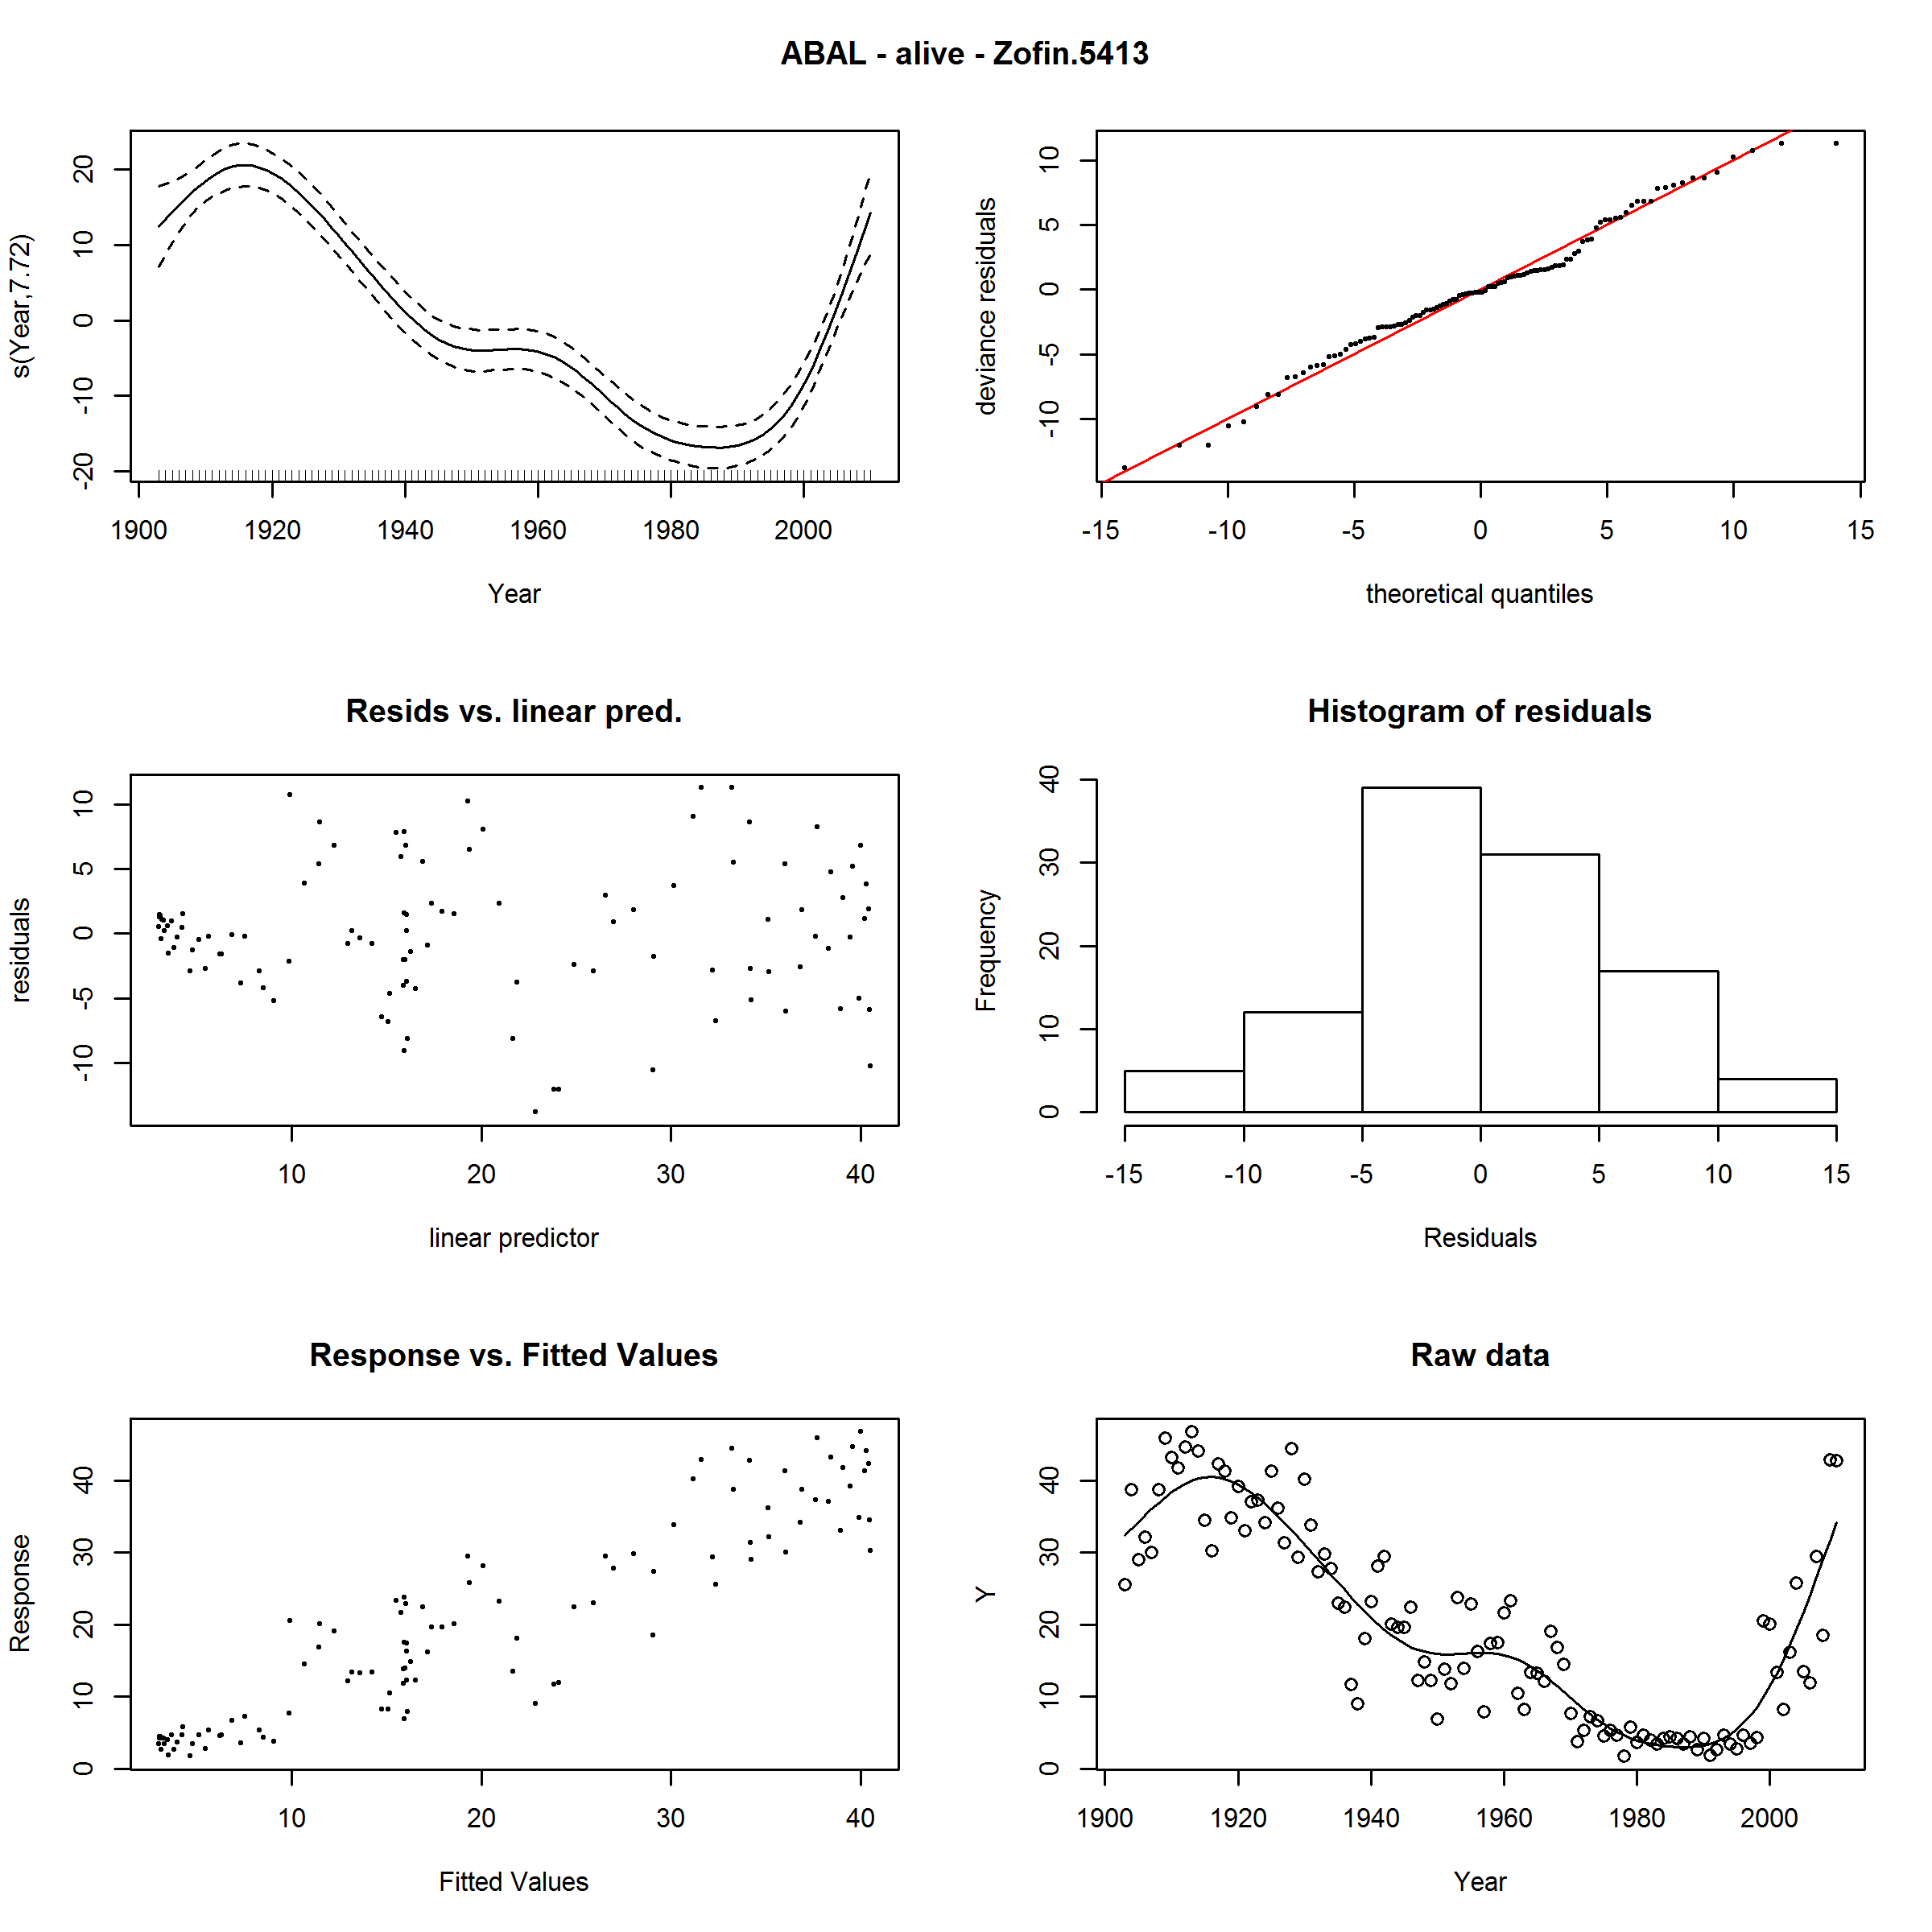 ABAL - alive - Zofin.5413
s(Year,7.72)
20
10
0
-10
-20
1900 1920 1940 1960 1980 2000
Year
deviance residuals
10
5
0
-5
-10
-15 -10 -5 0 5 10 15
theoretical quantiles
Resids vs. linear pred.
residuals
10
5
0
-5
-10
10 20 30 40
linear predictor
Histogram of residuals
Frequency
40
30
20
10
0
-15 -10 -5 0 5 10 15
Residuals
Response vs. Fitted Values
Response
40
30
20
10
0
10 20 30 40
Fitted Values
Raw data
Y
40
30
20
10
0
1900 1920 1940 1960 1980 2000
Year